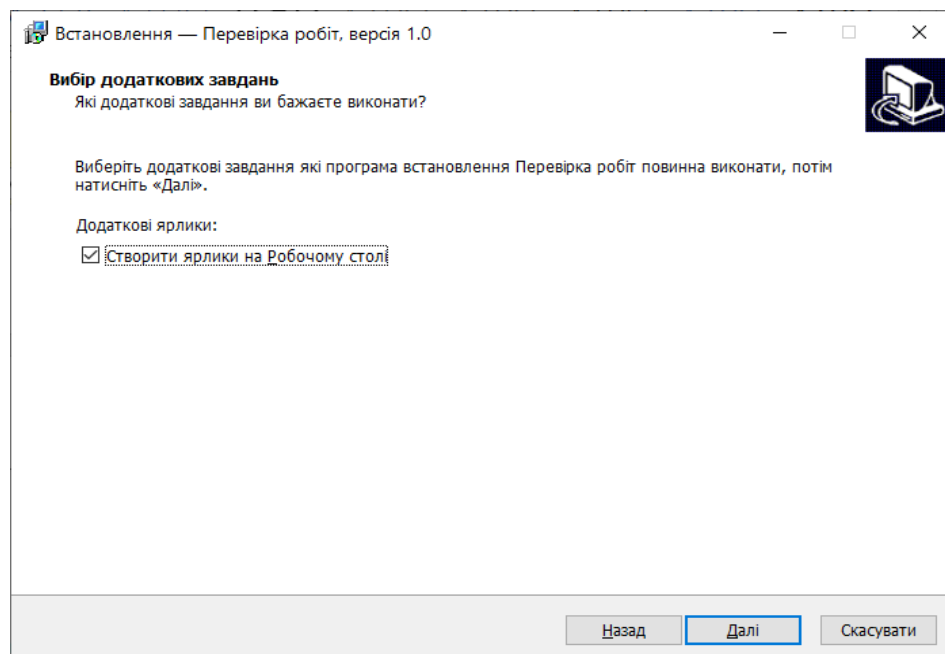 Встановлення — Перевірка робіт, версія 1.0
Вибір додаткових завдань
Які додаткові завдання ви бажаєте виконати?
Виберіть додаткові завдання які програма встановлення Перевірка робіт повинна виконати, потім
натисніть «Далі».
Додаткові ярлики:
Створити ярлики на Робочому столі
Назад
Далі
Скасувати